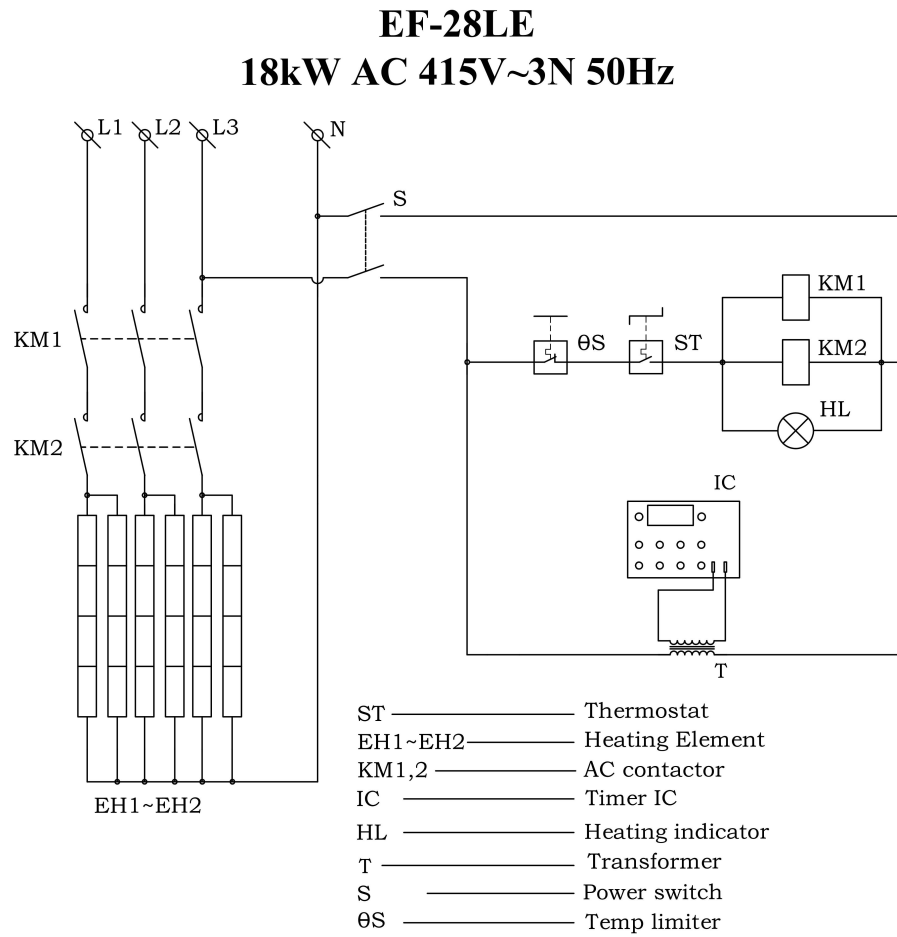 EF-28LE
18kW AC 415V~3N 50Hz
L1 L2 L3 N
S
KM1
KM1
θS ST
KM2
HL
KM2
IC
T
ST Thermostat
EH1~EH2 Heating Element
KM1,2 AC contactor
IC Timer IC
EH1~EH2
HL Heating indicator
T Transformer
S Power switch
θS Temp limiter